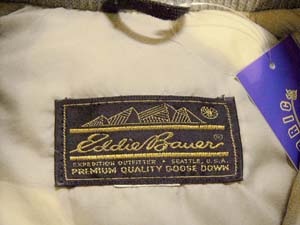 Eddie Bauer
EXPEDITION OUTFITTER • SEATTLE, U.S.A.
PREMIUM QUALITY GOOSE DOWN